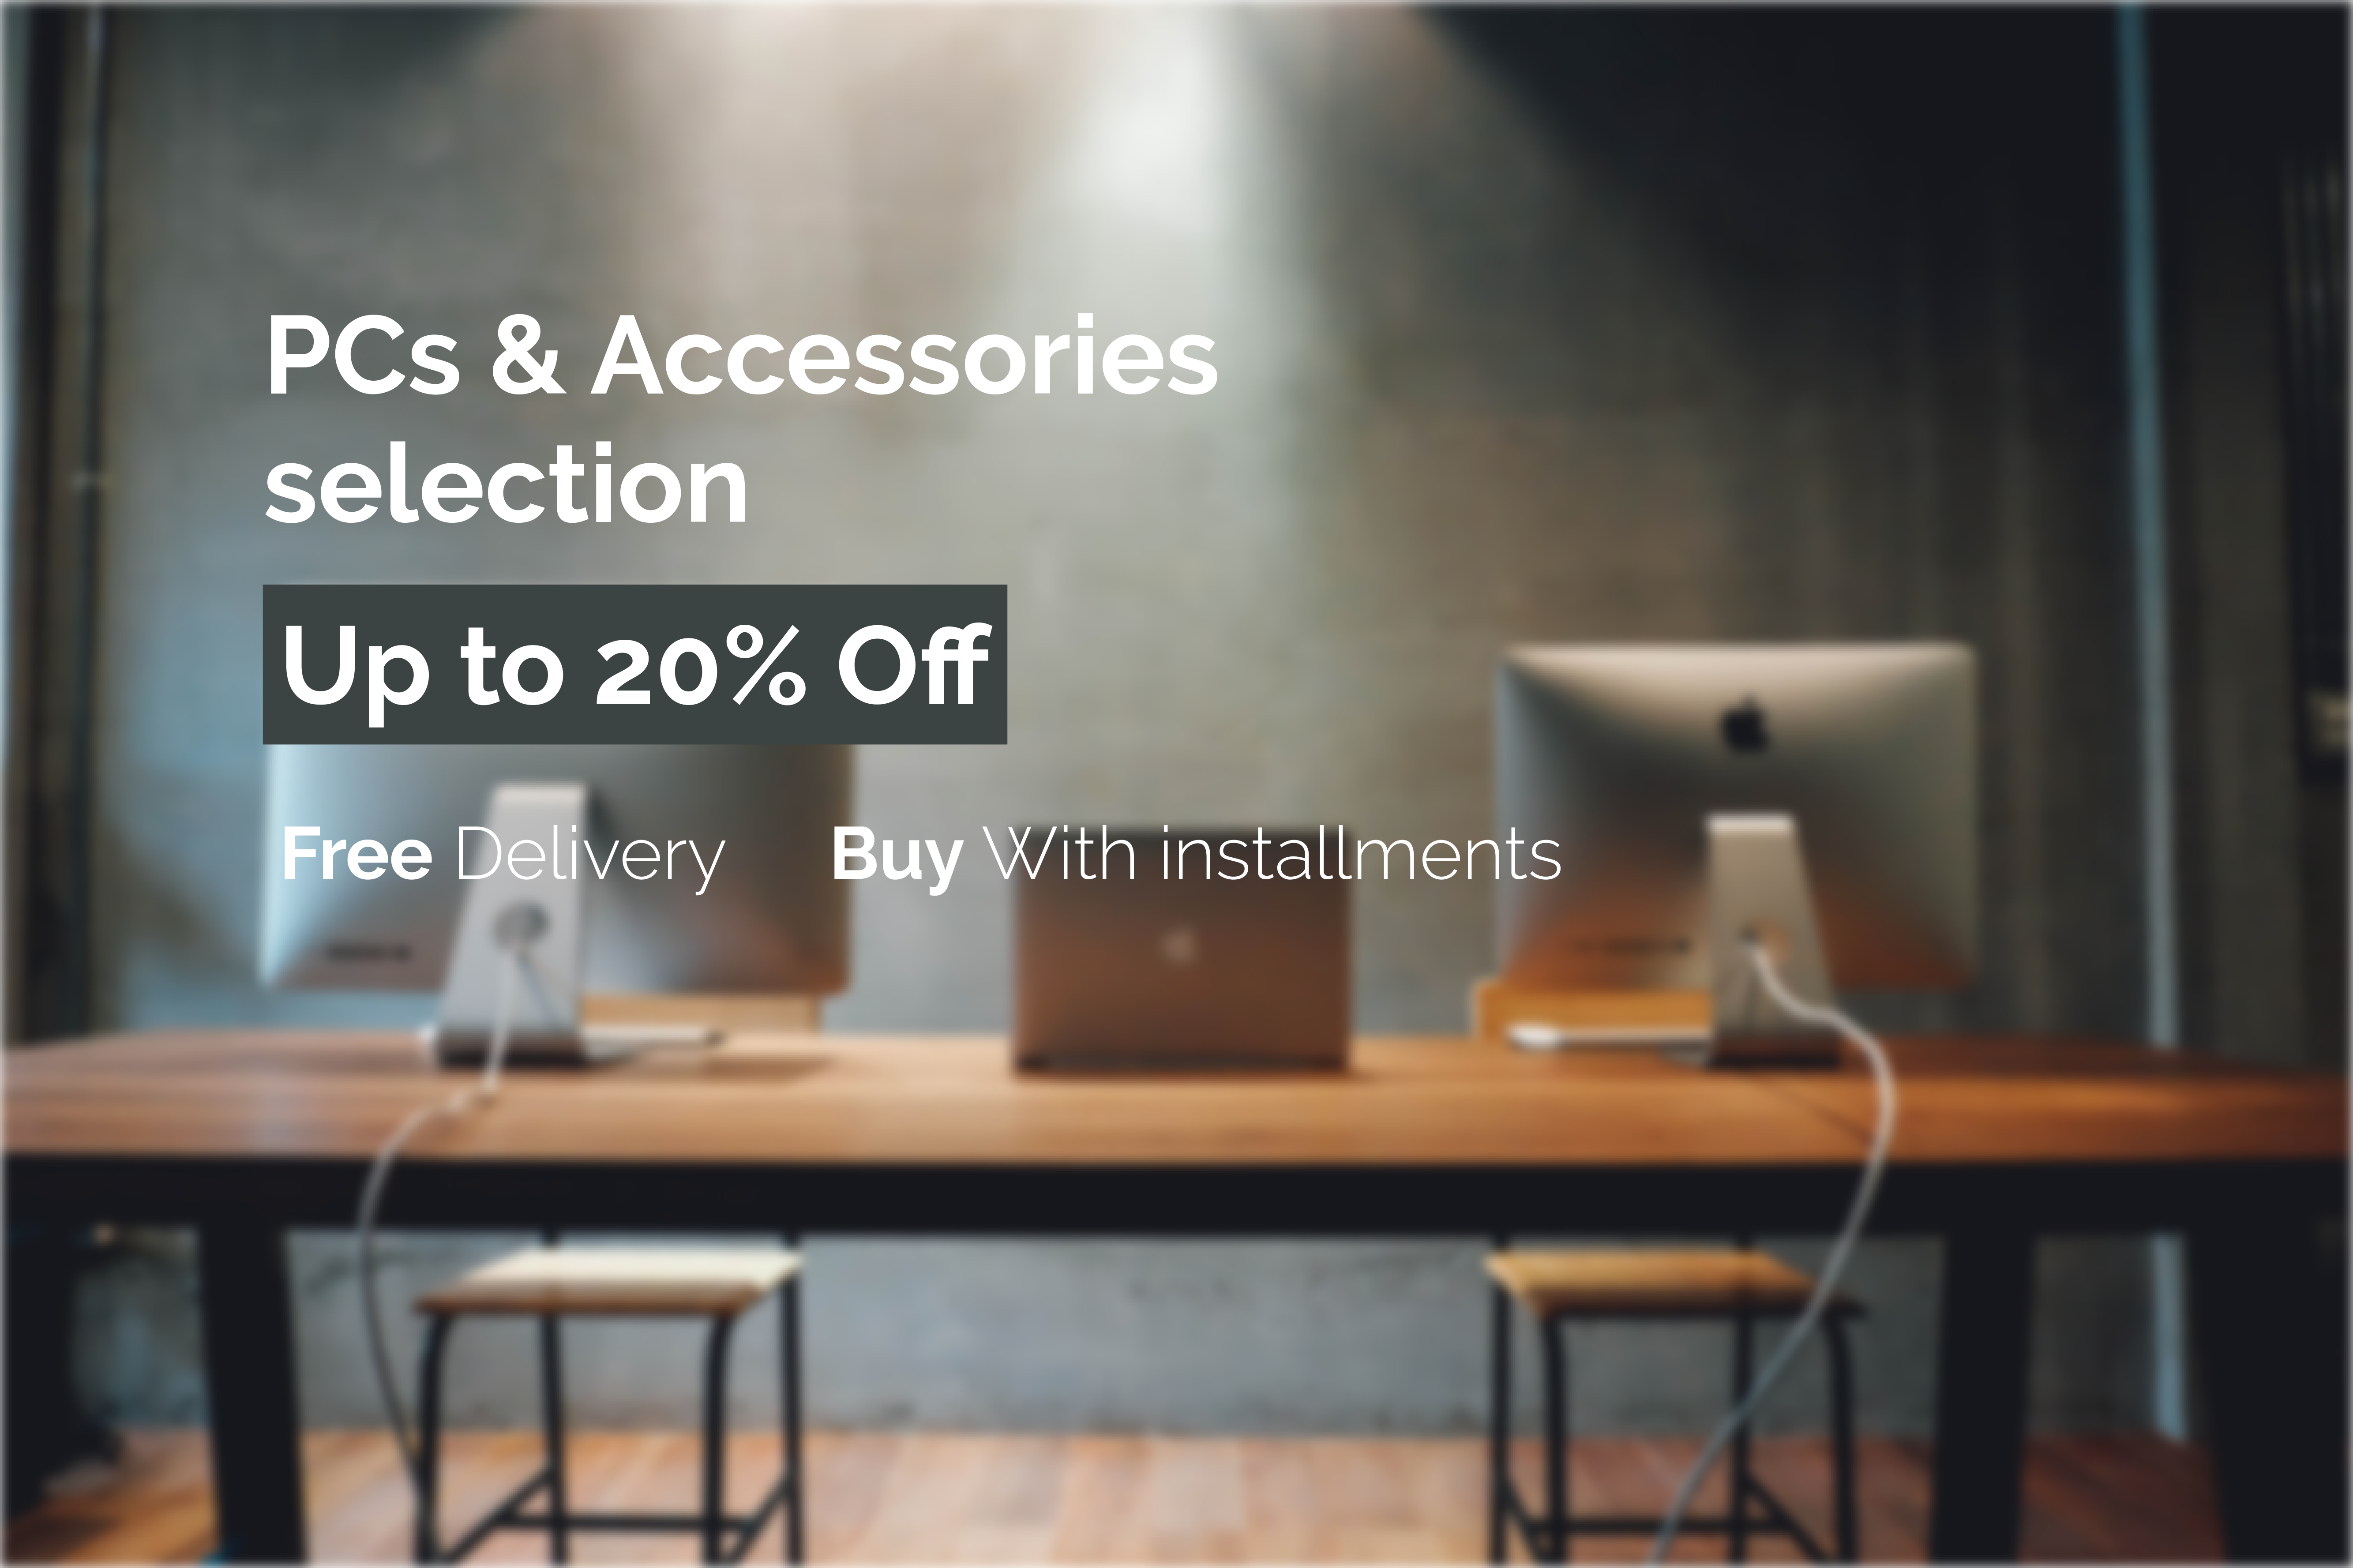 PCs & Accessories
selection
Up to 20% Off
Free Delivery Buy With installments